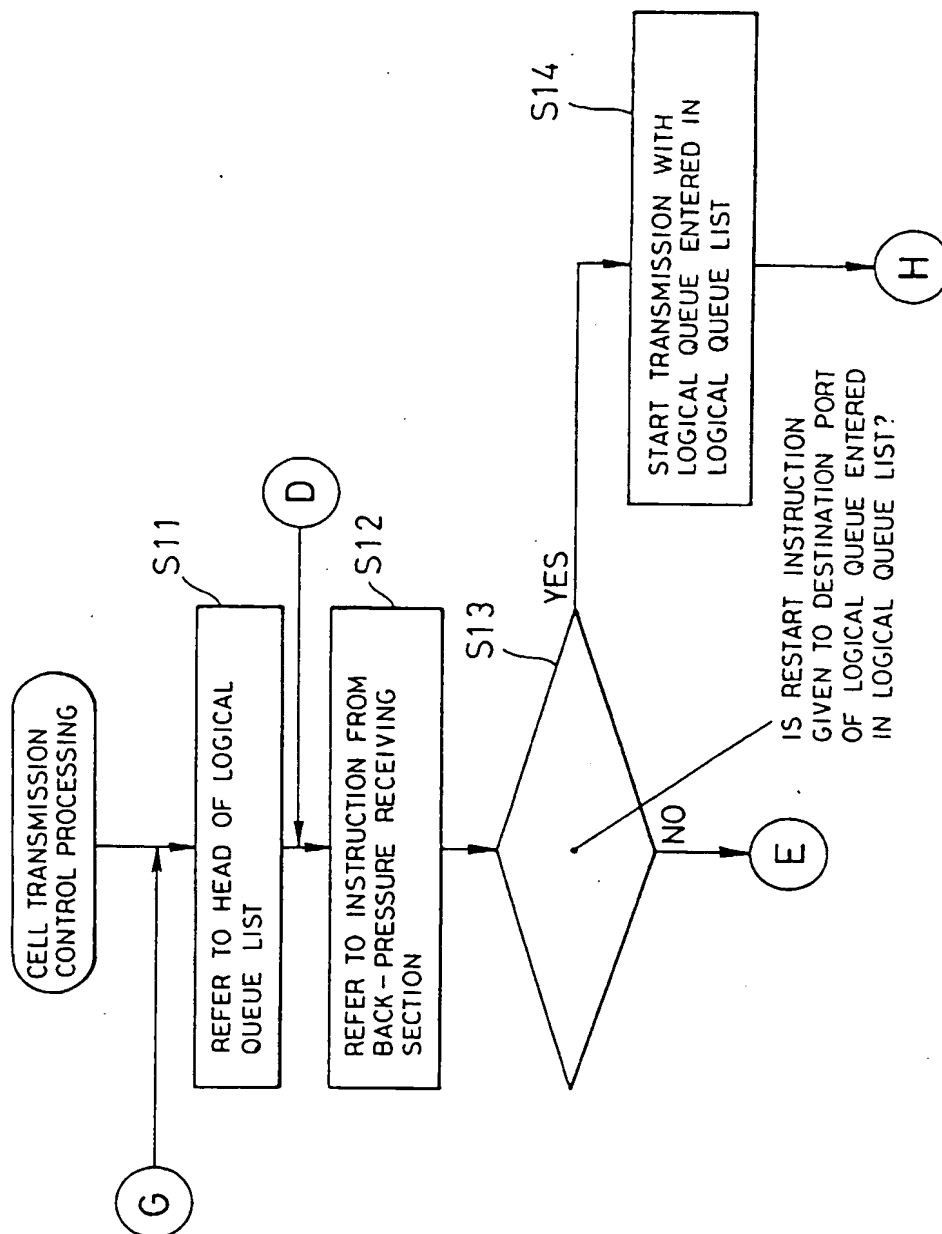 CELL TRANSMISSION
CONTROL PROCESSING
G
S11
REFER TO HEAD OF LOGICAL
QUEUE LIST
D
S12
REFER TO INSTRUCTION FROM
BACK-PRESSURE RECEIVING
SECTION
S13
YES
NO
IS RESTART INSTRUCTION
GIVEN TO DESTINATION PORT
OF LOGICAL QUEUE ENTERED
IN LOGICAL QUEUE LIST?
E
S14
START TRANSMISSION WITH
LOGICAL QUEUE ENTERED IN
LOGICAL QUEUE LIST
H